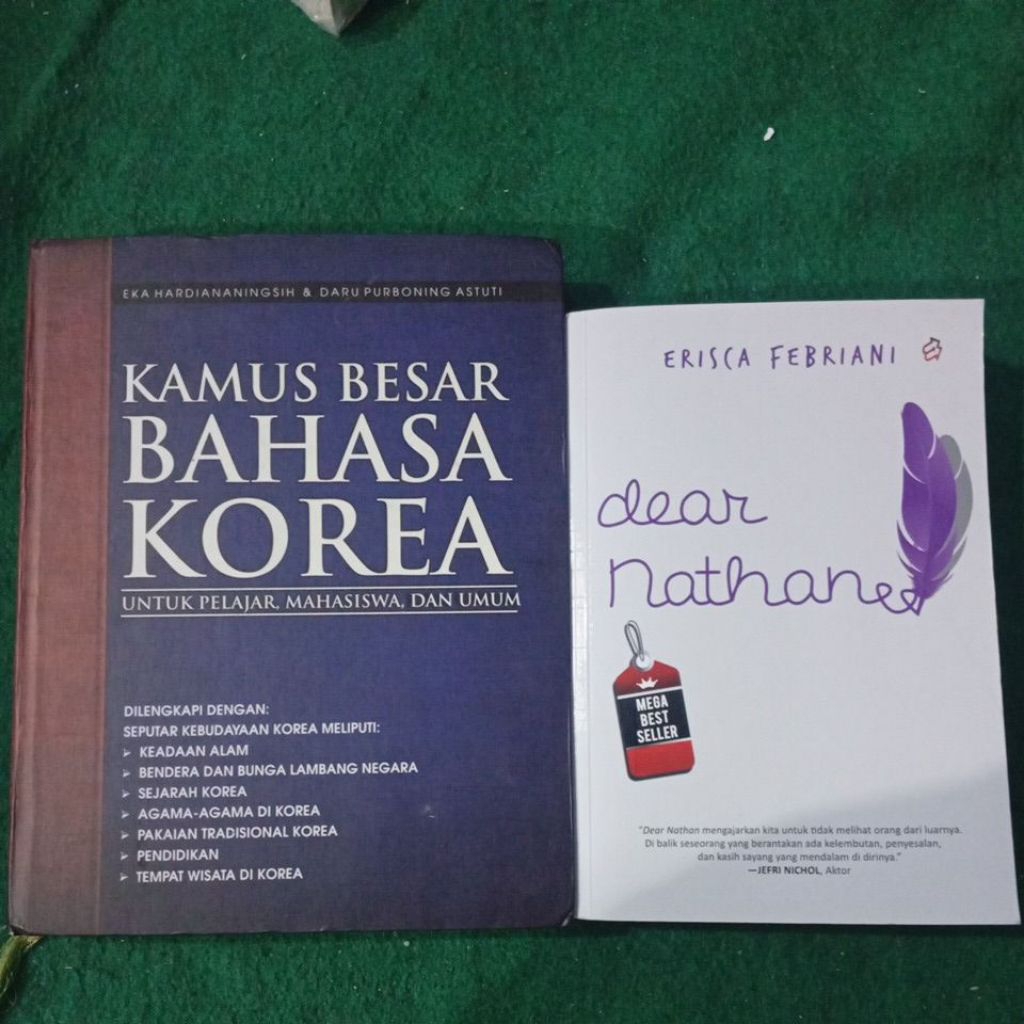 EKA HARDIANANINGSIH & DARU PURBONING ASTUTI
KAMUS BESAR
BAHASA
KOREA
UNTUK PELAJAR, MAHASISWA, DAN UMUM
DILENGKAPI DENGAN:
SEPUTAR KEBUDAYAAN KOREA MELIPUTI:
➢ KEADAAN ALAM
➢ BENDERA DAN BUNGA LAMBANG NEGARA
➢ SEJARAH KOREA
➢ AGAMA-AGAMA DI KOREA
➢ PAKAIAN TRADISIONAL KOREA
➢ PENDIDIKAN
➢ TEMPAT WISATA DI KOREA
ERISCA FEBRIANI
dear
Nathan
MEGA
BEST
SELLER
"Dear Nathan mengajarkan kita untuk tidak melihat orang dari luarnya.
Di balik seseorang yang berantakan ada kelembutan, penyesalan,
dan kasih sayang yang mendalam di dirinya."
—JEFRI NICHOL, Aktor